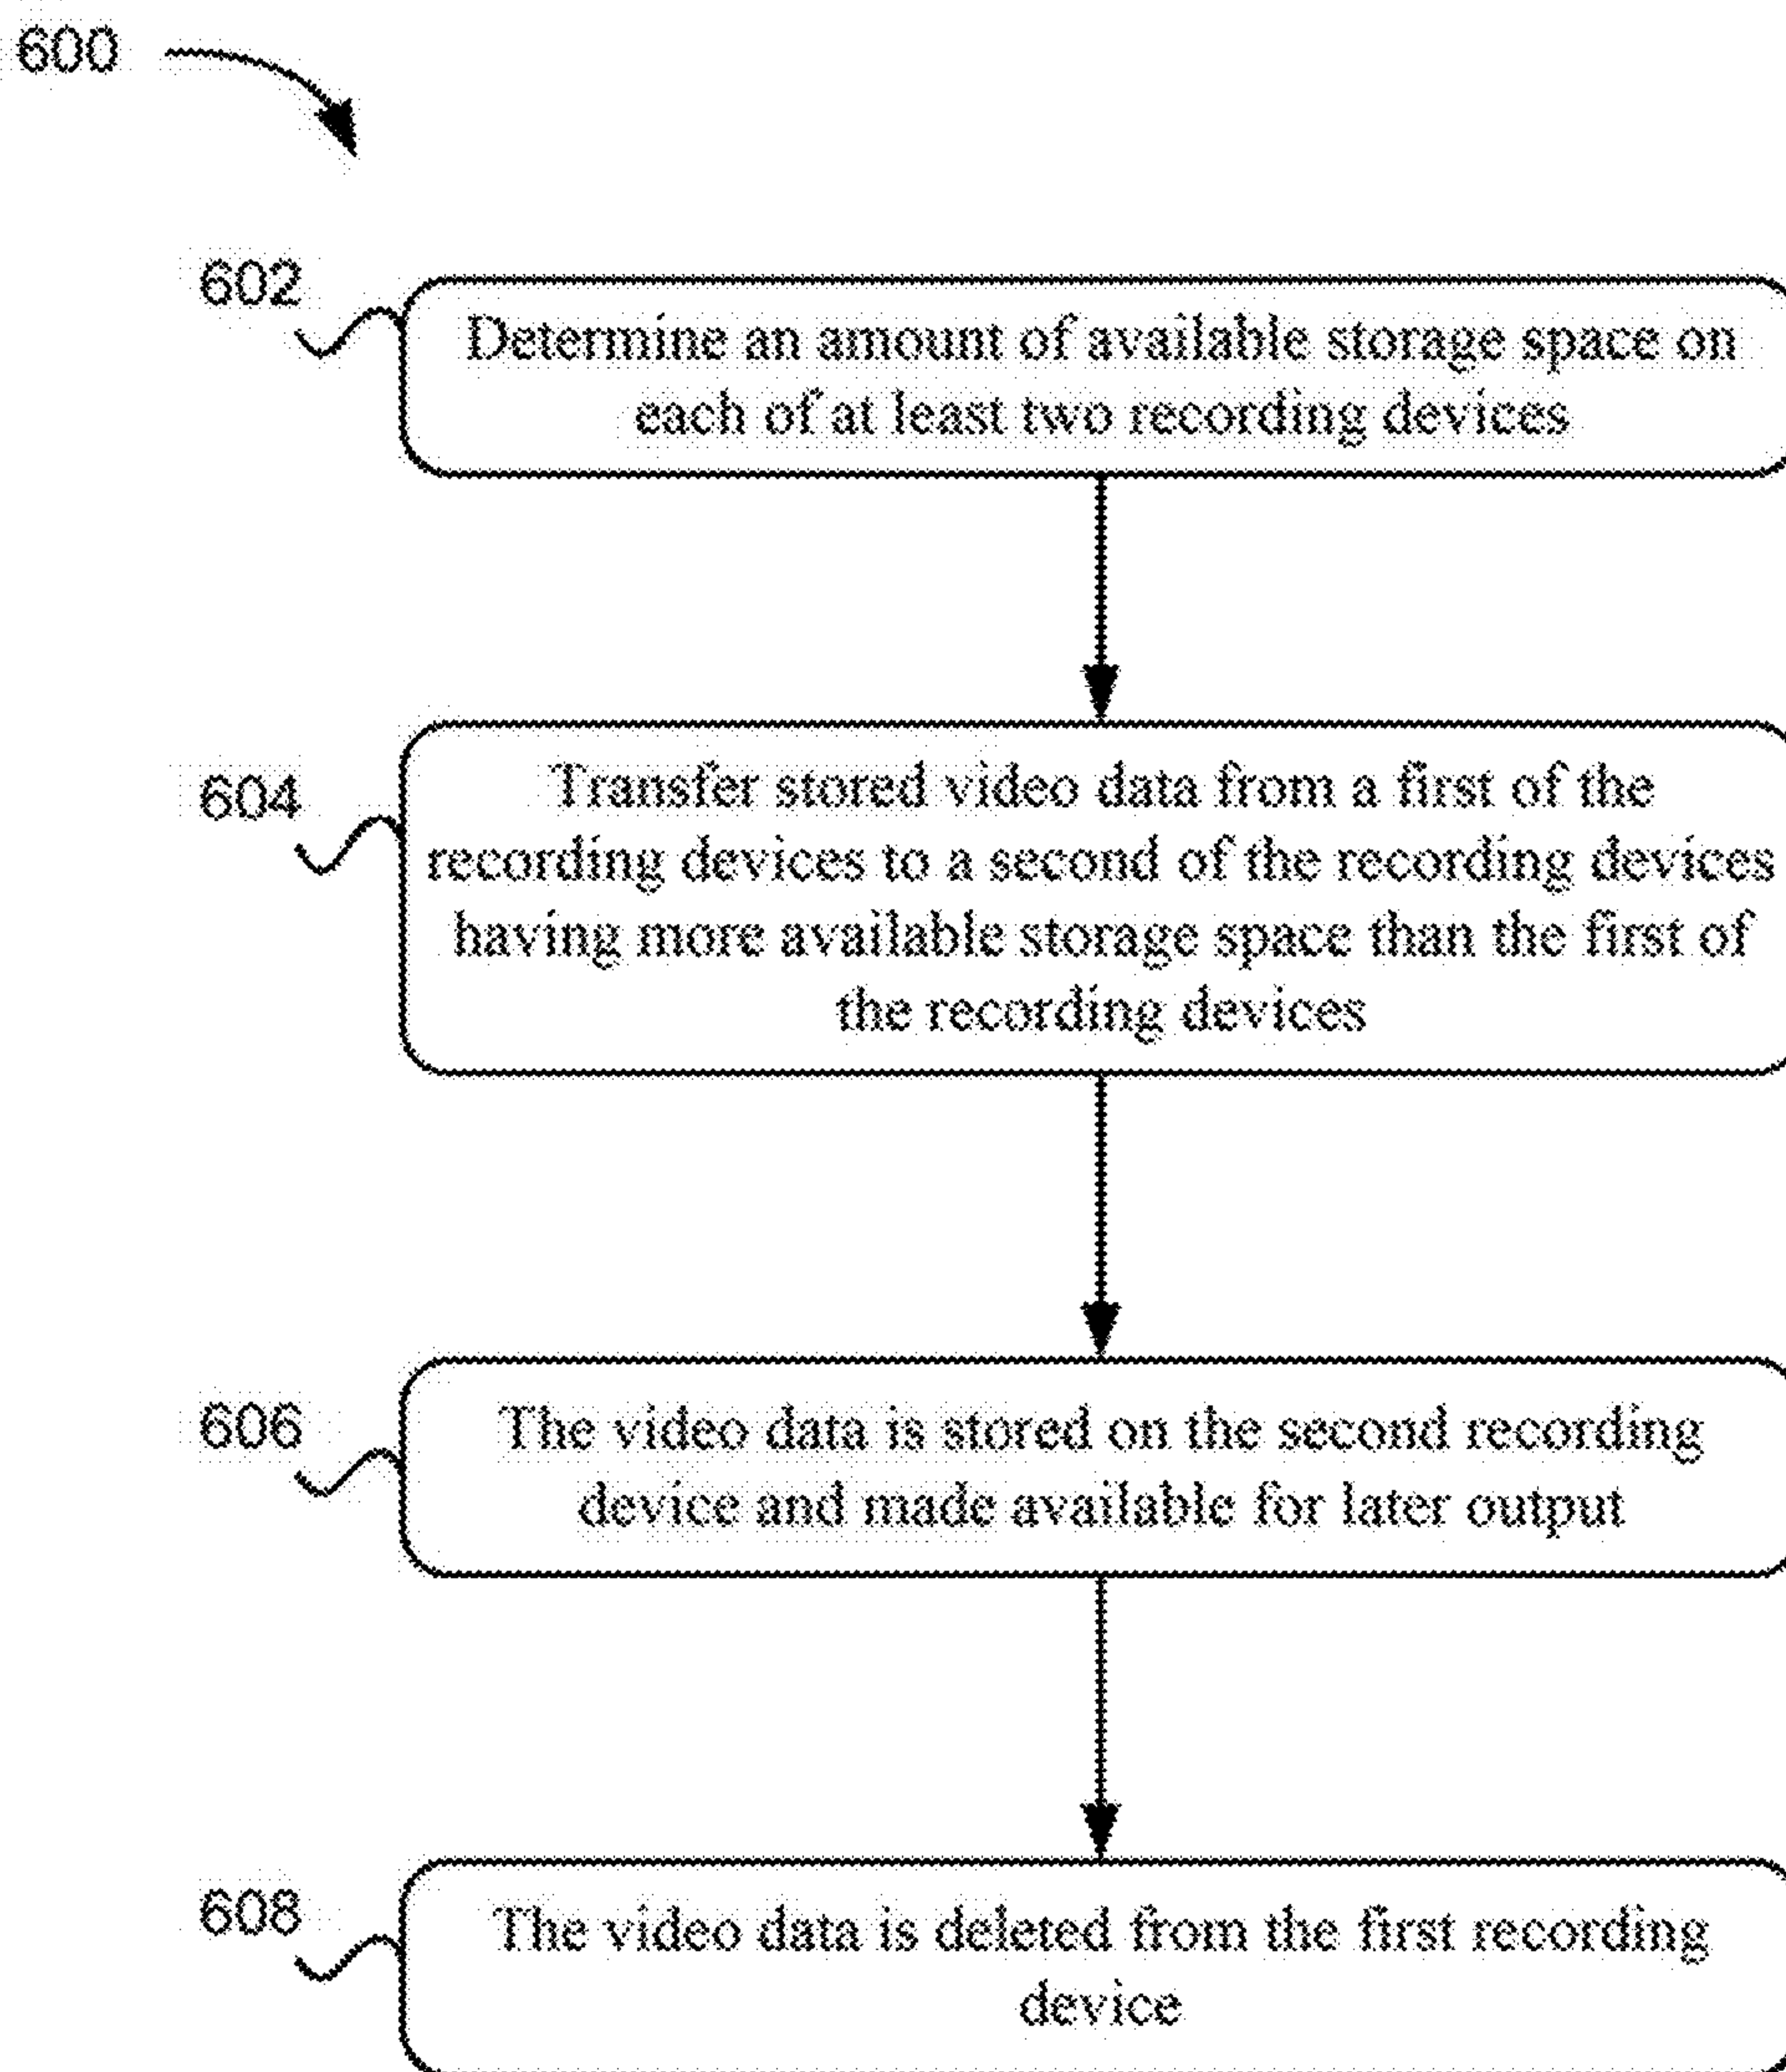 600
602
Determine an amount of available storage space on
each of at least two recording devices
604
Transfer stored video data from a first of the
recording devices to a second of the recording devices
having more available storage space than the first of
the recording devices
606
The video data is stored on the second recording
device and made available for later output
608
The video data is deleted from the first recording
device